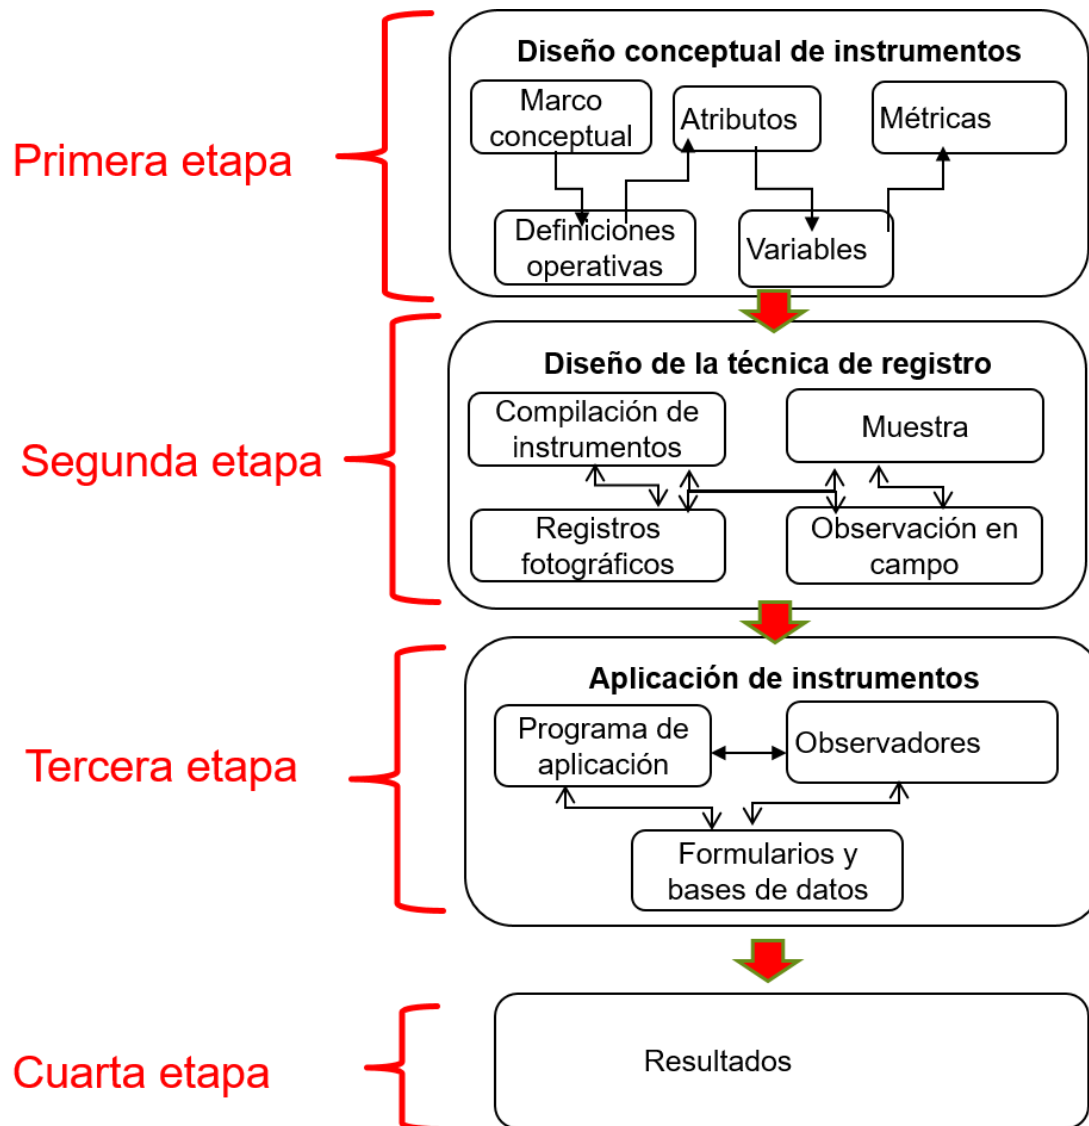 Primera etapa
Diseño conceptual de instrumentos
Marco
conceptual
Atributos
Métricas
Definiciones
operativas
Variables
Segunda etapa
Diseño de la técnica de registro
Compilación de
instrumentos
Muestra
Registros
fotográficos
Observación en
campo
Tercera etapa
Aplicación de instrumentos
Programa de
aplicación
Observadores
Formularios y
bases de datos
Cuarta etapa
Resultados